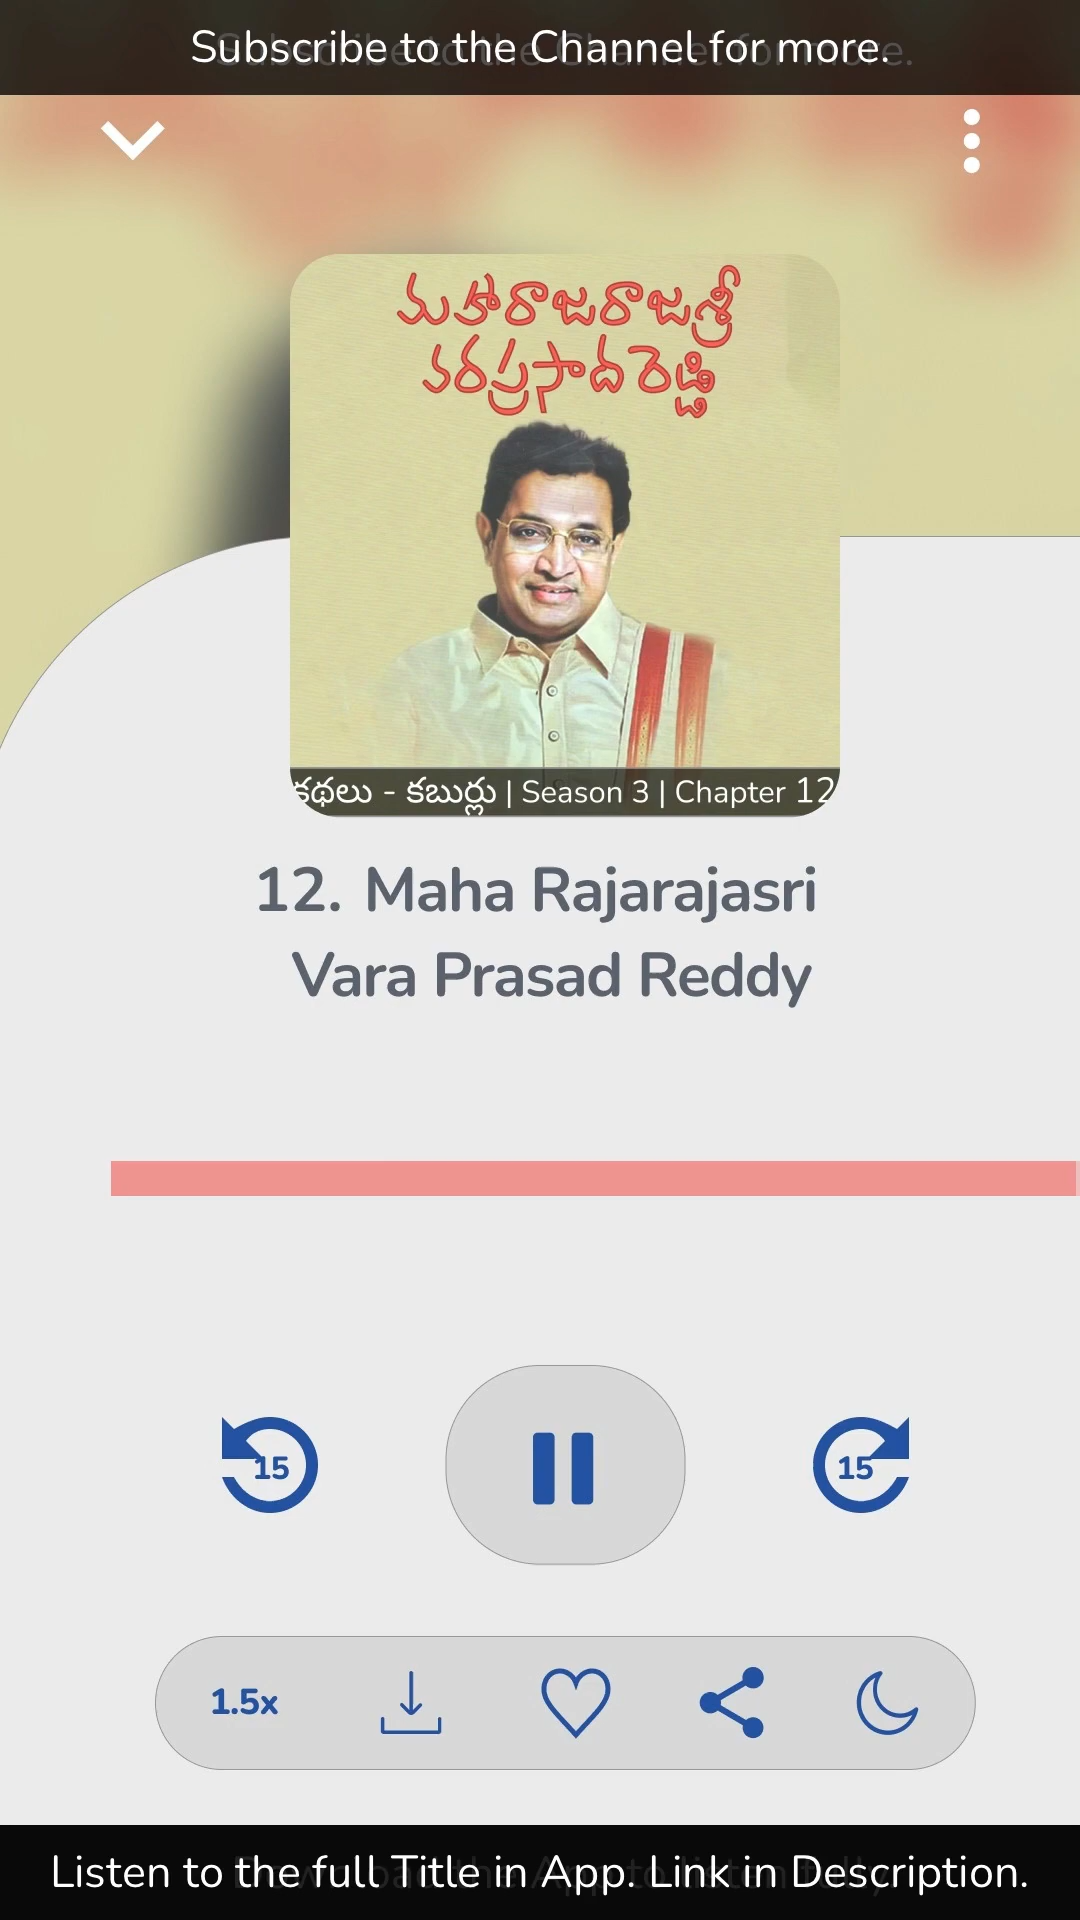 Subscribe to the Channel for more.
మహారాజరాజశ్రీ
వరప్రసాద రెడ్డి
కథలు - కబుర్లు | Season 3 | Chapter 12
12. Maha Rajarajasri
Vara Prasad Reddy
15
15
1.5x
Listen to the full Title in App. Link in Description.